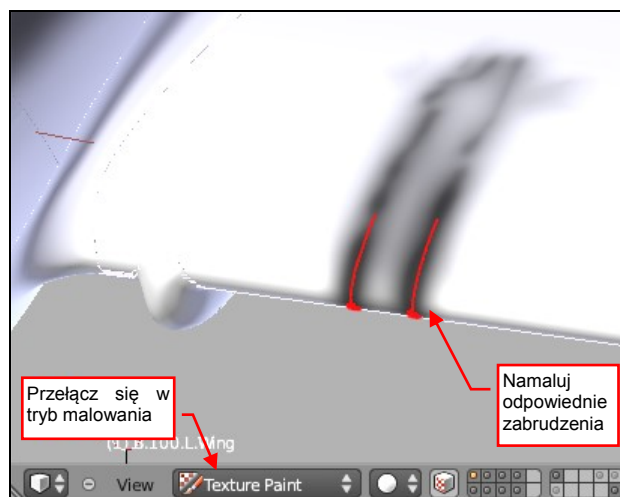 Przełącz się w
tryb malowania
Namaluj
odpowiednie
zabrudzenia
(1) B.100.L.Wing
View Texture Paint